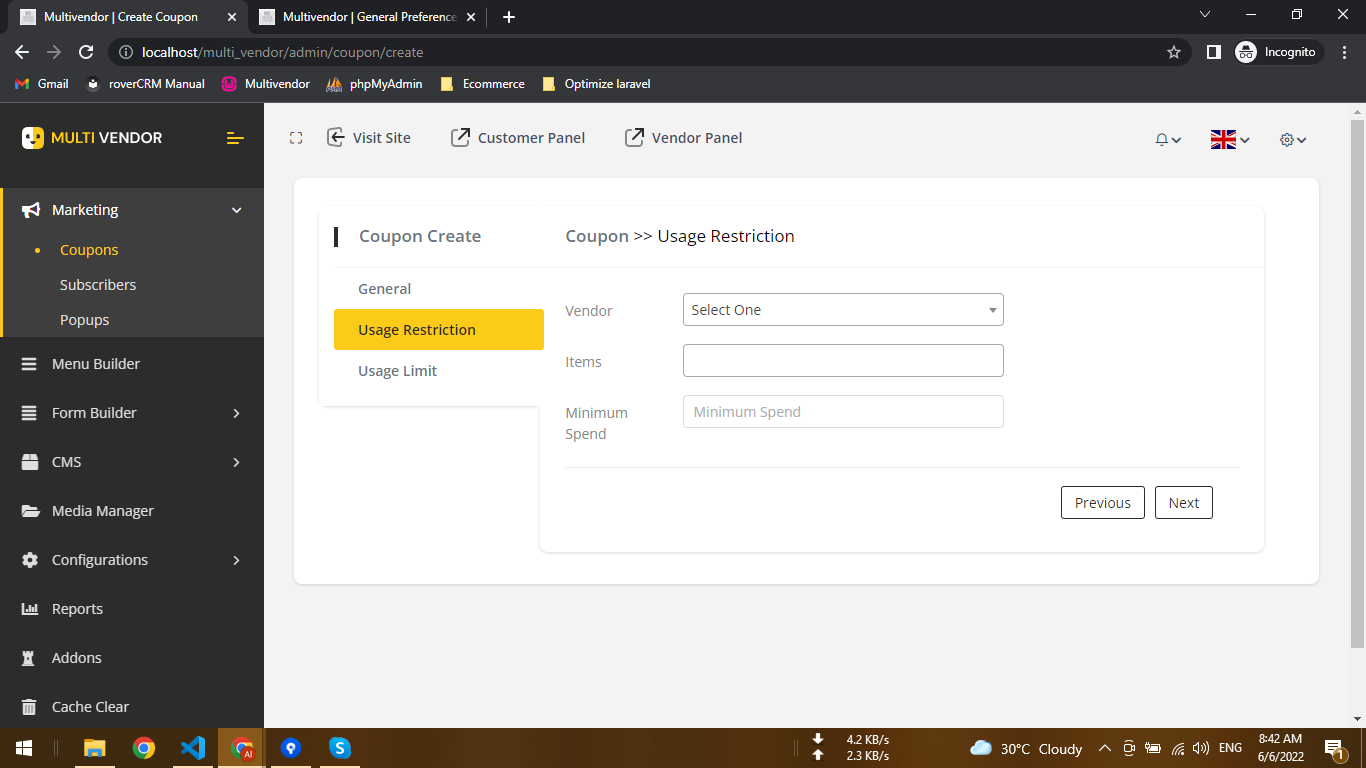 Multivendor | Create Coupon
Multivendor | General Preference
localhost/multi_vendor/admin/coupon/create
Incognito
Gmail
roverCRM Manual
Multivendor
phpMyAdmin
Ecommerce
Optimize laravel
MULTI VENDOR
Visit Site
Customer Panel
Vendor Panel
Marketing
Coupons
Subscribers
Popups
Menu Builder
Form Builder
CMS
Media Manager
Configurations
Reports
Addons
Cache Clear
Coupon Create
General
Usage Restriction
Usage Limit
Coupon >> Usage Restriction
Vendor
Select One
Items
Minimum
Spend
Minimum Spend
Previous
Next
AI
4.2 KB/s
2.3 KB/s
30°C Cloudy
ENG
8:42 AM
6/6/2022
1